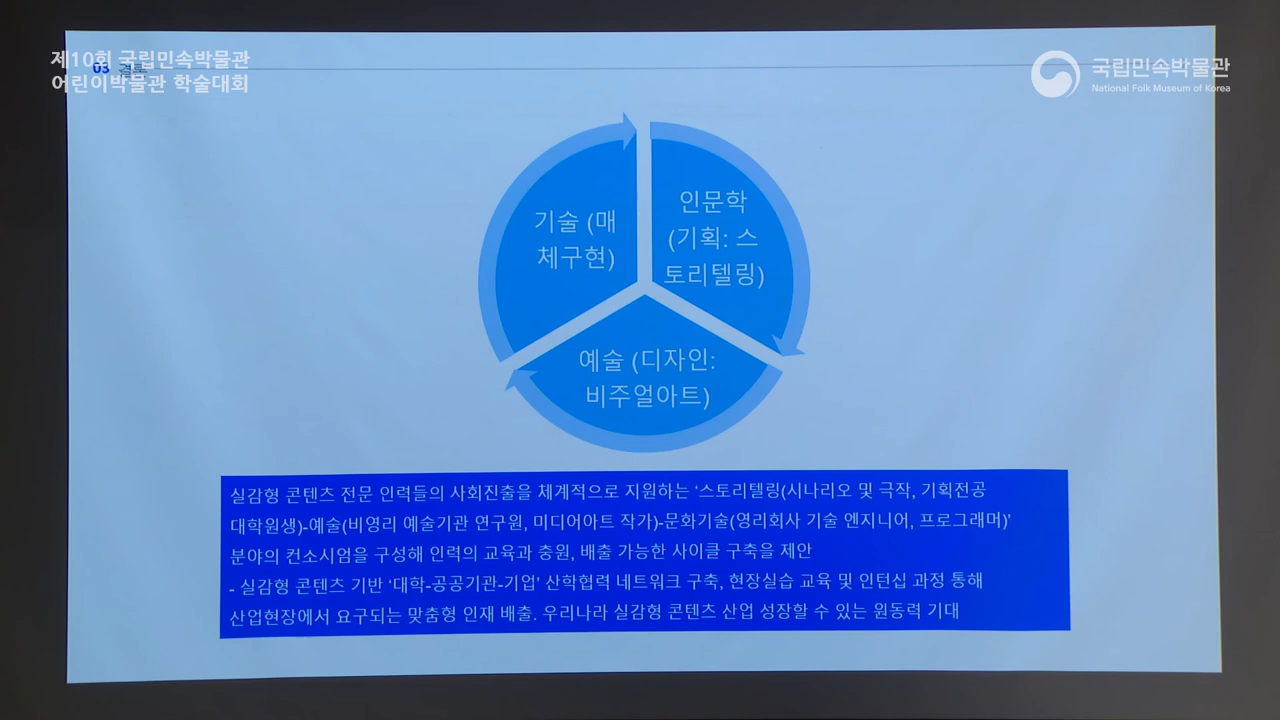 제10회 국립민속박물관
어린이박물관 학술대회
03 결론
국립민속박물관
National Folk Museum of Korea
기술 (매
체구현)
인문학
(기획: 스
토리텔링)
예술 (디자인:
비주얼아트)
실감형 콘텐츠 전문 인력들의 사회진출을 체계적으로 지원하는 ‘스토리텔링(시나리오 및 극작, 기획전공
대학원생)-예술(비영리 예술기관 연구원, 미디어아트 작가)-문화기술(영리회사 기술 엔지니어, 프로그래머)’
분야의 컨소시엄을 구성해 인력의 교육과 충원, 배출 가능한 사이클 구축을 제안
- 실감형 콘텐츠 기반 ‘대학-공공기관-기업’ 산학협력 네트워크 구축, 현장실습 교육 및 인턴십 과정 통해
산업현장에서 요구되는 맞춤형 인재 배출. 우리나라 실감형 콘텐츠 산업 성장할 수 있는 원동력 기대